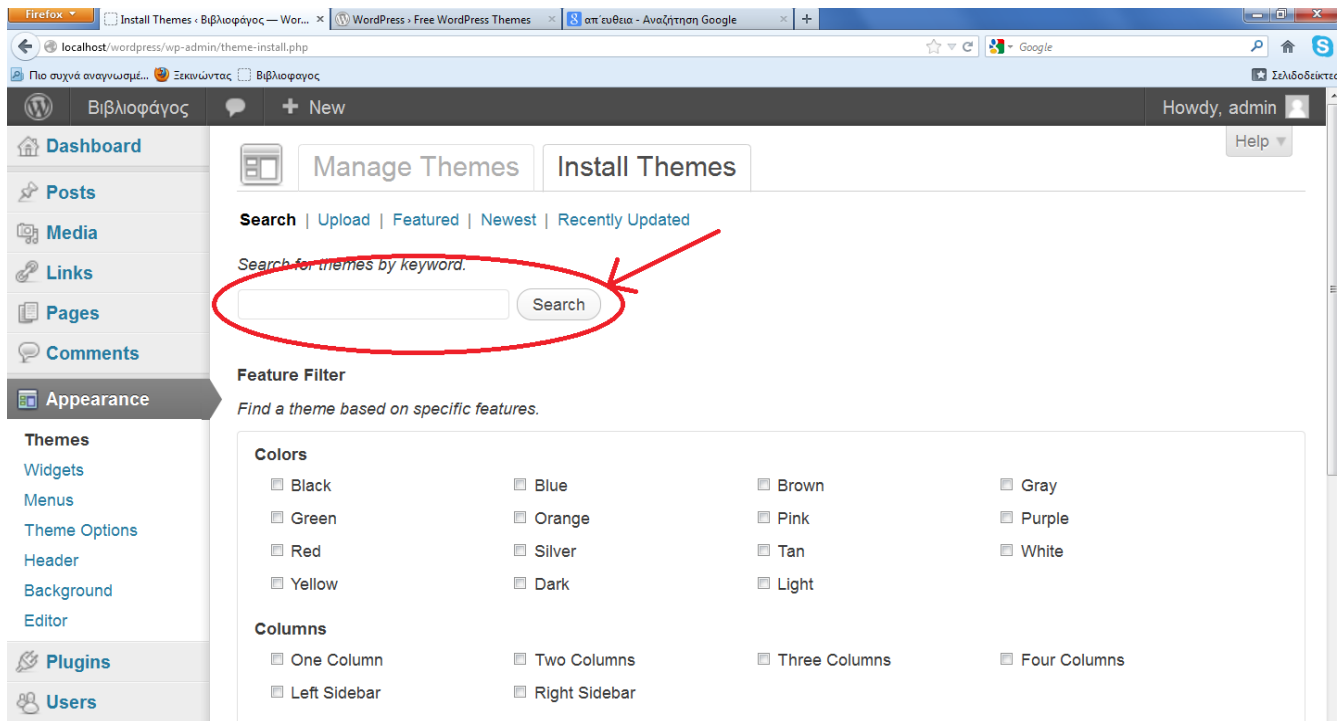 Firefox
Install Themes ‹ Βιβλιοφάγος — Wor...
WordPress › Free WordPress Themes
απ΄ευθεια - Αναζήτηση Google
localhost/wordpress/wp-admin/theme-install.php
Google
Πιο συχνά αναγνωσμέ... Ξεκινώντας Βιβλιοφαγος
Σελιδοδείκτες
Βιβλιοφάγος
New
Howdy, admin
Help
Dashboard
Posts
Media
Links
Pages
Comments
Appearance
Themes
Widgets
Menus
Theme Options
Header
Background
Editor
Plugins
Users
Manage Themes
Install Themes
Search | Upload | Featured | Newest | Recently Updated
Search for themes by keyword.
Search
Feature Filter
Find a theme based on specific features.
Colors
Black Blue Brown Gray
Green Orange Pink Purple
Red Silver Tan White
Yellow Dark Light
Columns
One Column Two Columns Three Columns Four Columns
Left Sidebar Right Sidebar